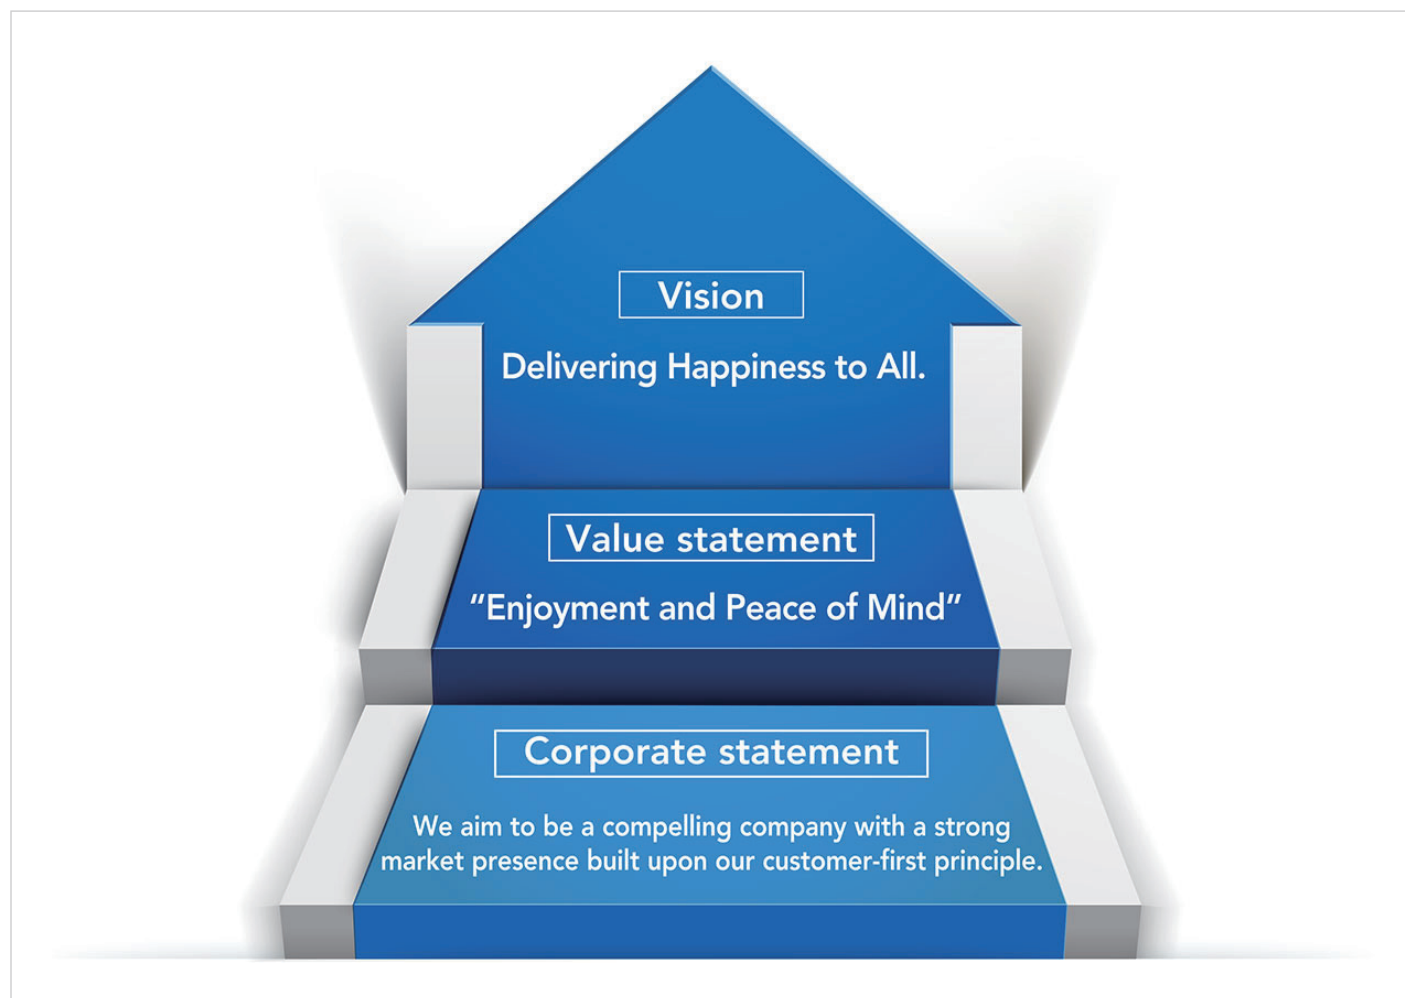 Vision
Delivering Happiness to All.
Value statement
“Enjoyment and Peace of Mind”
Corporate statement
We aim to be a compelling company with a strong
market presence built upon our customer-first principle.